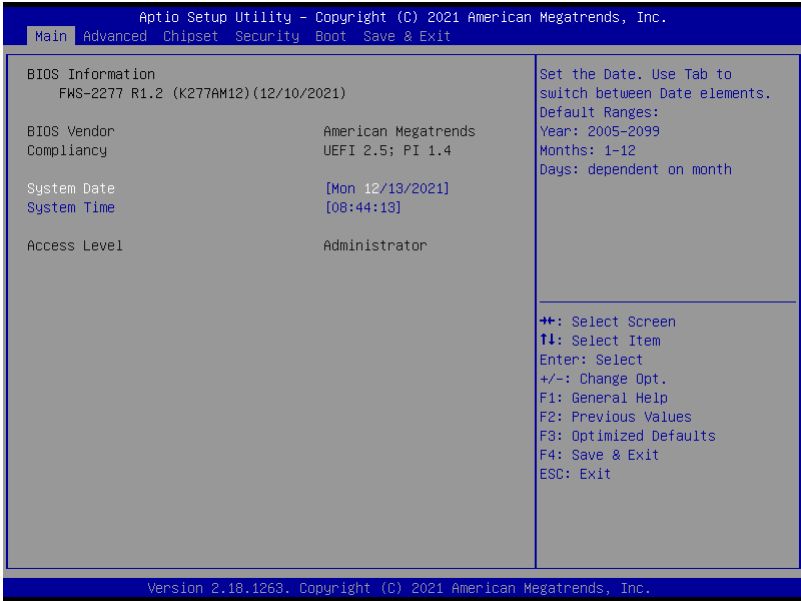 Aptio Setup Utility – Copyright (C) 2021 American Megatrends, Inc.
Main Advanced Chipset Security Boot Save & Exit
BIOS Information
FWS-2277 R1.2 (K277AM12)(12/10/2021)
BIOS Vendor American Megatrends
Compliancy UEFI 2.5; PI 1.4
System Date [Mon 12/13/2021]
System Time [08:44:13]
Access Level Administrator
Set the Date. Use Tab to
switch between Date elements.
Default Ranges:
Year: 2005-2099
Months: 1-12
Days: dependent on month
→←: Select Screen
↑↓: Select Item
Enter: Select
+/-: Change Opt.
F1: General Help
F2: Previous Values
F3: Optimized Defaults
F4: Save & Exit
ESC: Exit
Version 2.18.1263. Copyright (C) 2021 American Megatrends, Inc.